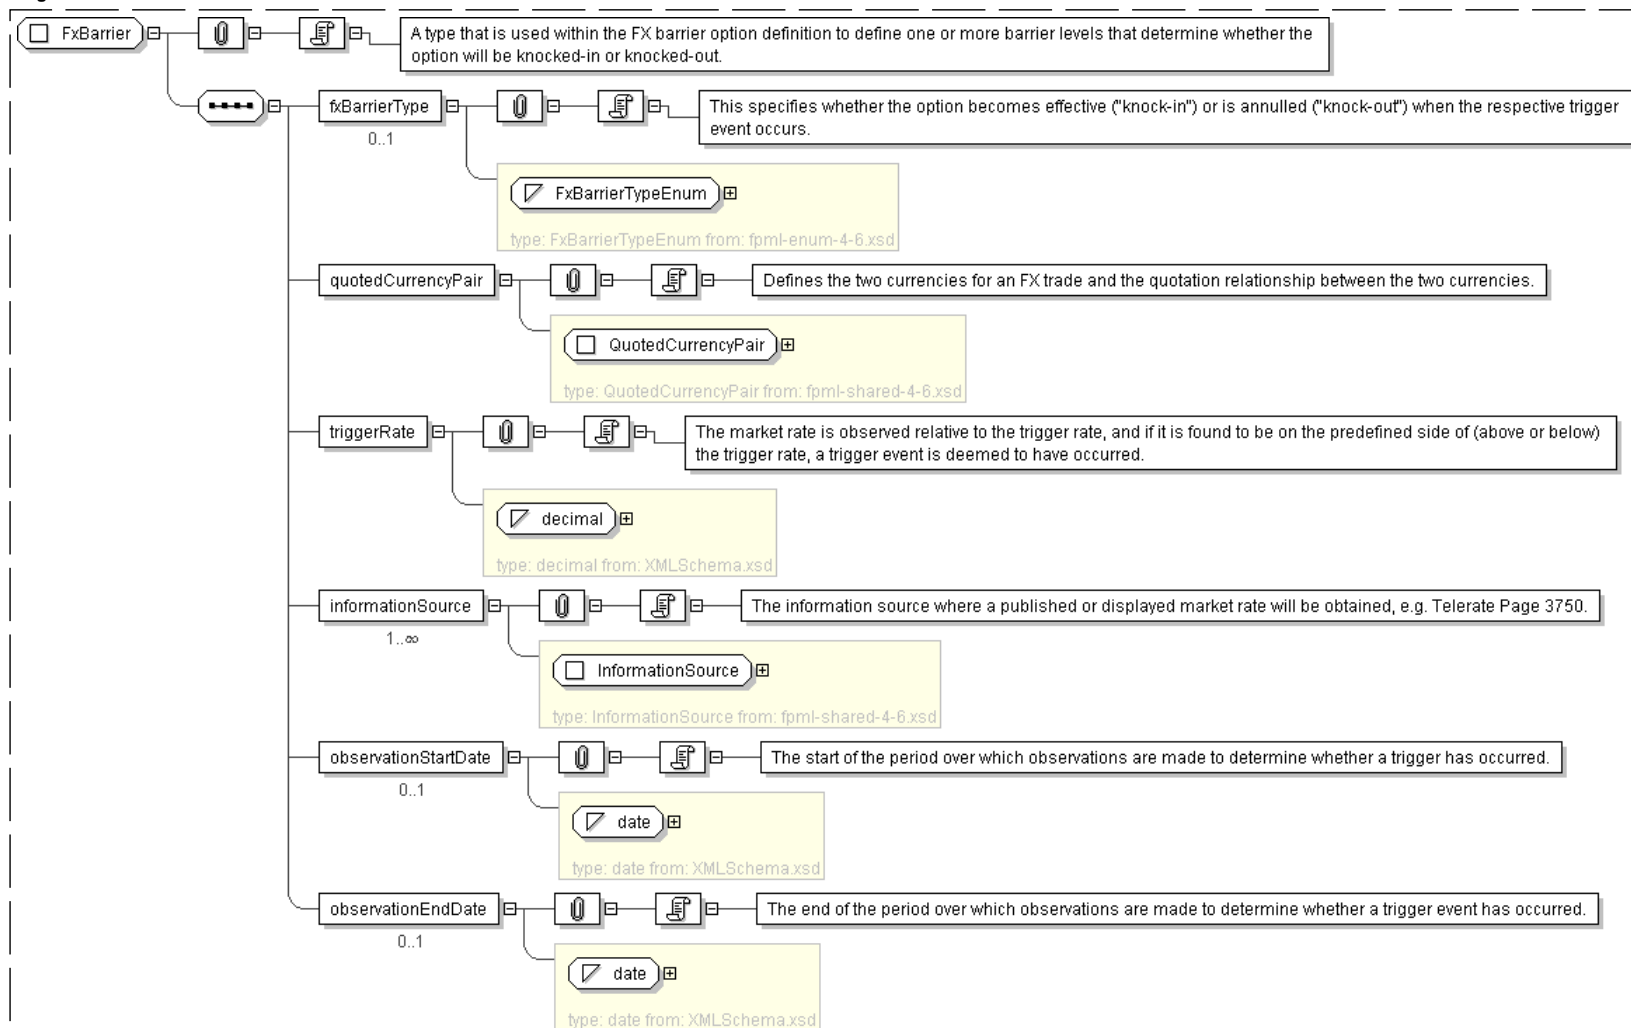 FxBarrier
A type that is used within the FX barrier option definition to define one or more barrier levels that determine whether the
option will be knocked-in or knocked-out.
fxBarrierType
0..1
This specifies whether the option becomes effective ("knock-in") or is annulled ("knock-out") when the respective trigger
event occurs.
FxBarrierTypeEnum
type: FxBarrierTypeEnum from: fpml-enum-4-6.xsd
quotedCurrencyPair
Defines the two currencies for an FX trade and the quotation relationship between the two currencies.
QuotedCurrencyPair
type: QuotedCurrencyPair from: fpml-shared-4-6.xsd
triggerRate
The market rate is observed relative to the trigger rate, and if it is found to be on the predefined side of (above or below)
the trigger rate, a trigger event is deemed to have occurred.
decimal
type: decimal from: XMLSchema.xsd
informationSource
1..∞
The information source where a published or displayed market rate will be obtained, e.g. Telerate Page 3750.
InformationSource
type: InformationSource from: fpml-shared-4-6.xsd
observationStartDate
0..1
The start of the period over which observations are made to determine whether a trigger has occurred.
date
type: date from: XMLSchema.xsd
observationEndDate
0..1
The end of the period over which observations are made to determine whether a trigger event has occurred.
date
type: date from: XMLSchema.xsd